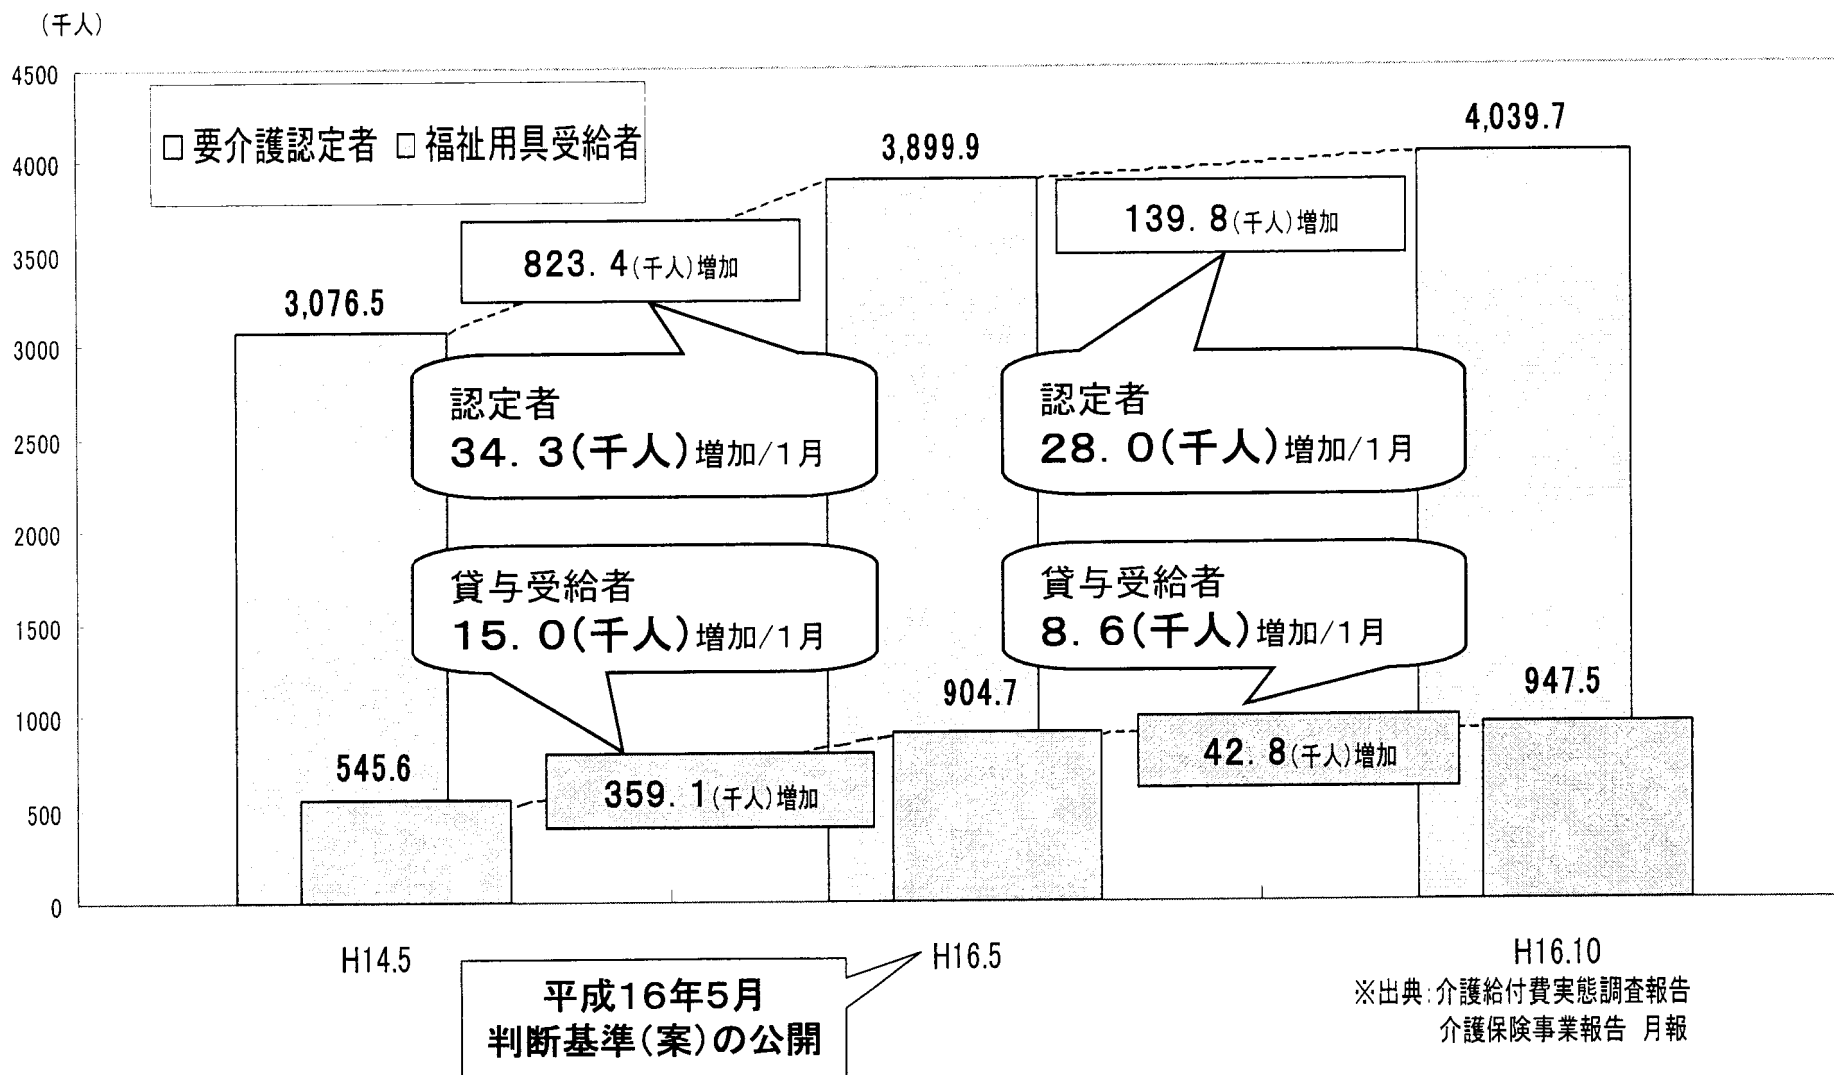 (千人)
4500
4000
3500
3000
2500
2000
1500
1000
500
0
□要介護認定者 □福祉用具受給者
3,076.5
3,899.9
4,039.7
823.4(千人)増加
139.8(千人)増加
認定者
34.3(千人)増加/1月
認定者
28.0(千人)増加/1月
貸与受給者
15.0(千人)増加/1月
貸与受給者
8.6(千人)増加/1月
545.6
904.7
947.5
359.1(千人)増加
42.8(千人)増加
H14.5
H16.5
H16.10
平成16年5月
判断基準(案)の公開
※出典:介護給付費実態調査報告
介護保険事業報告 月報